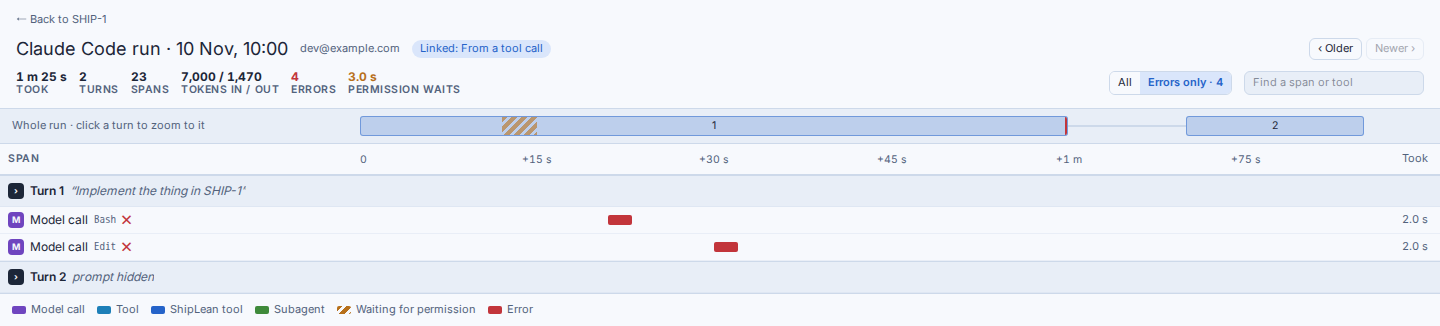 ← Back to SHIP-1
Claude Code run · 10 Nov, 10:00 dev@example.com Linked: From a tool call ‹ Older Newer ›
1 m 25 s 2 23 7,000 / 1,470 4 3.0 s
TOOK TURNS SPANS TOKENS IN / OUT ERRORS PERMISSION WAITS
All Errors only · 4 Find a span or tool
Whole run · click a turn to zoom to it 1 2
SPAN 0 +15 s +30 s +45 s +1 m +75 s Took
› Turn 1 "Implement the thing in SHIP-1"
M Model call Bash ✕ 2.0 s
M Model call Edit ✕ 2.0 s
› Turn 2 prompt hidden
Model call Tool ShipLean tool Subagent Waiting for permission Error